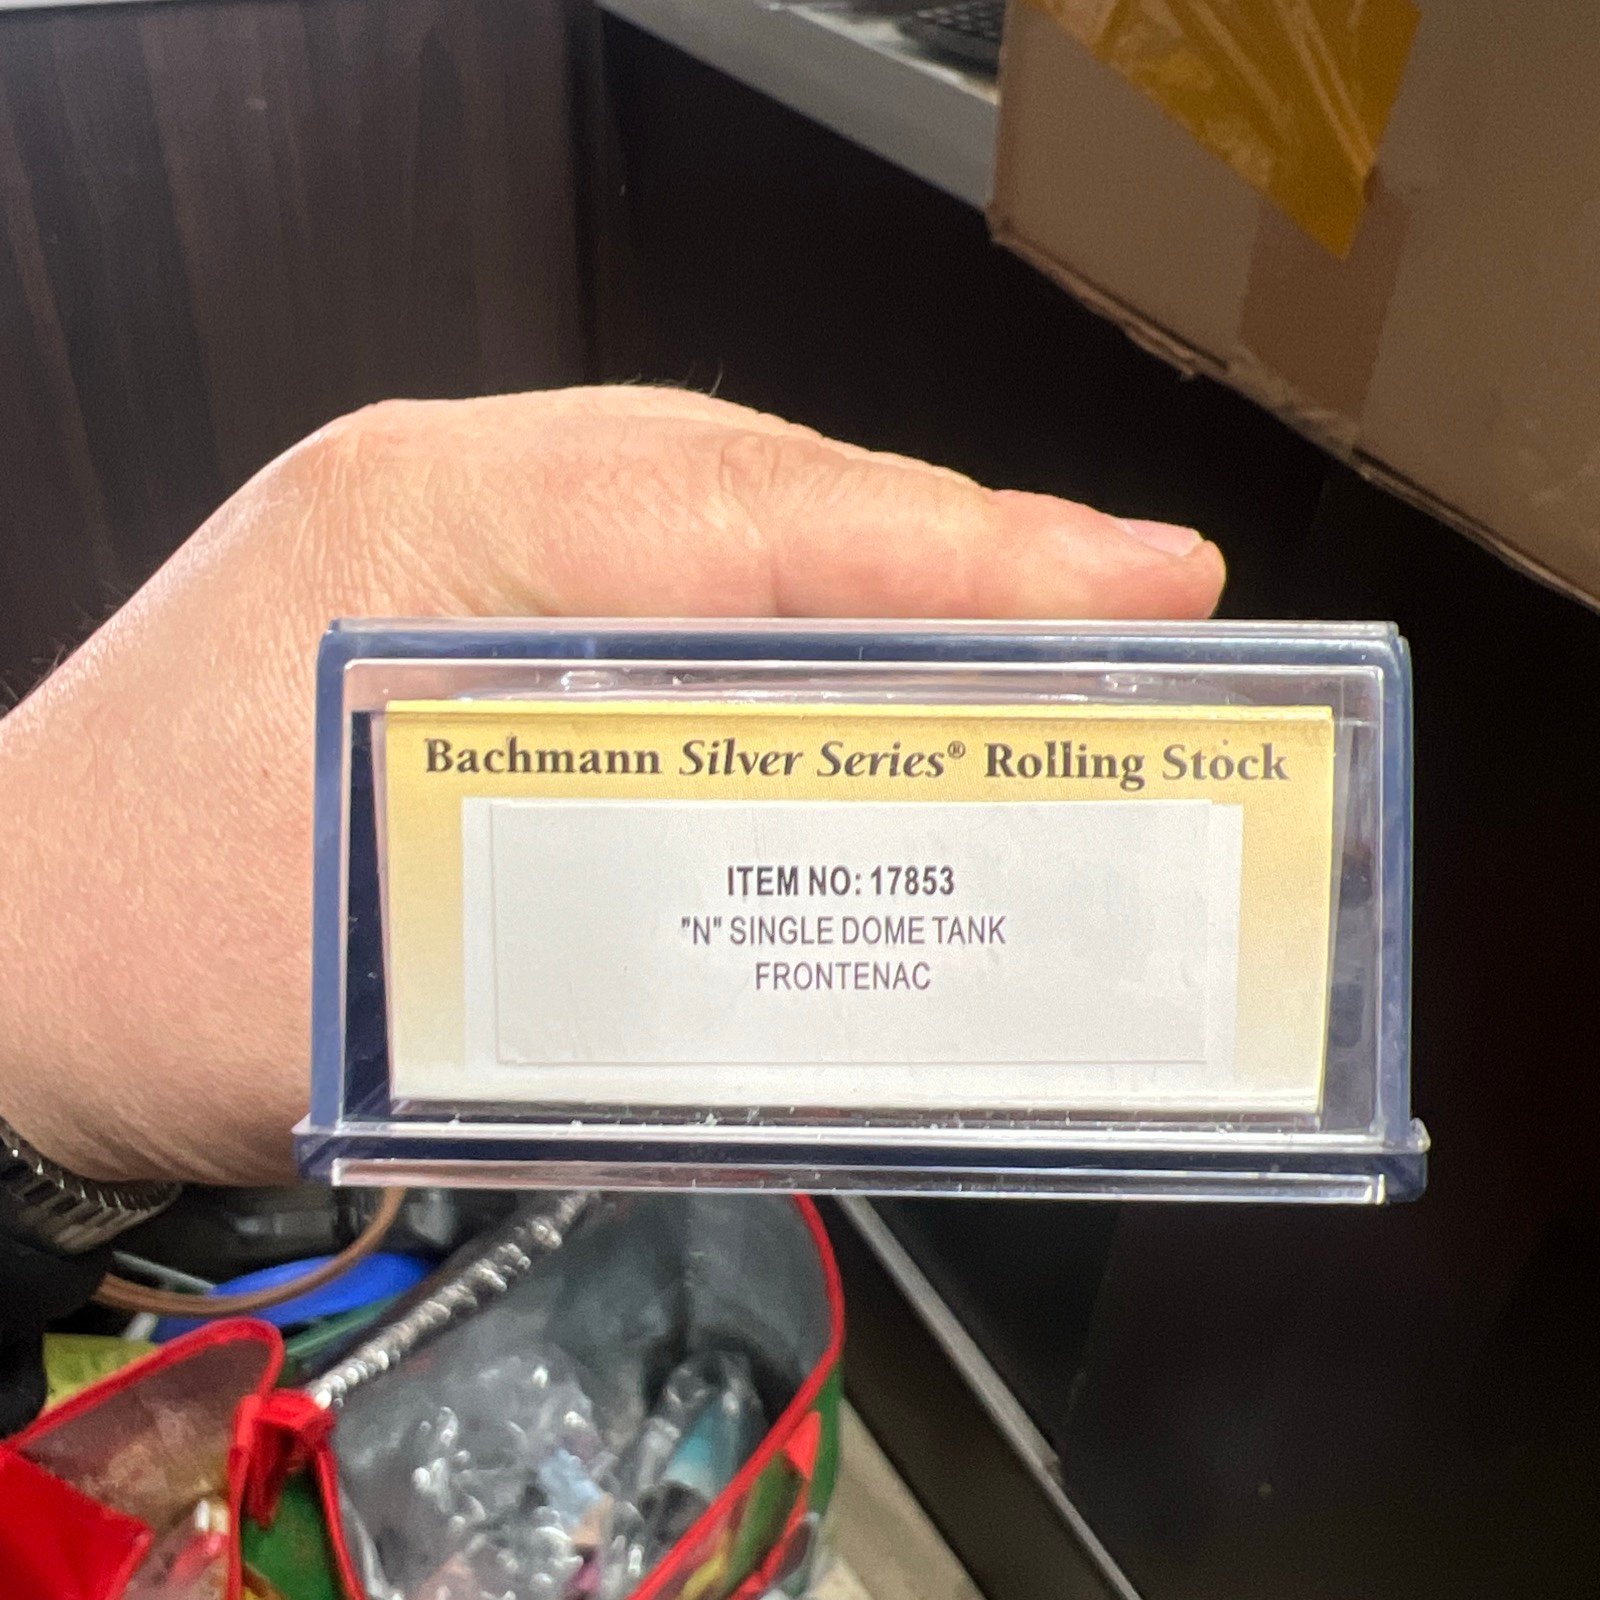 Bachmann Silver Series® Rolling Stock
ITEM NO: 17853
"N" SINGLE DOME TANK
FRONTENAC